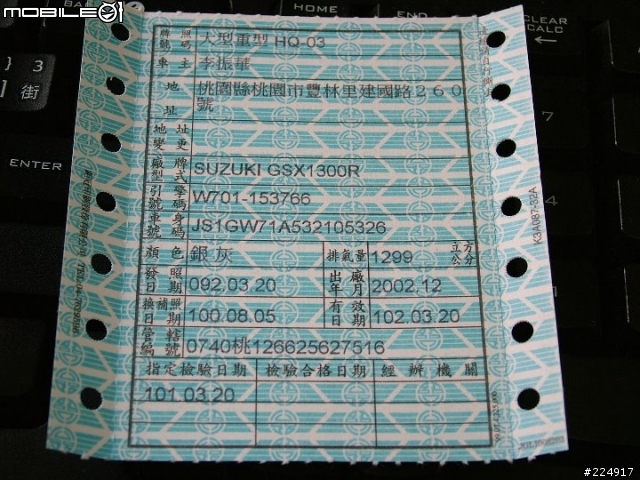 MOBILE01
HOME
END
CLEAR
CALC
} 3
] 街
ENTER
牌照號碼 大型重型 HQ-03
車主 李振華
地址 桃園縣桃園市豐林里建國路260號
地址變更
廠牌型式 SUZUKI GSX1300R
引擎號碼 W701-153766
車身號碼 JS1GW71A532105326
顏色 銀灰 排氣量 1299 立方公分
發照日期 092.03.20 出廠年月 2002.12
換補照日期 100.08.05 有效日期 102.03.20
管轄編號 0740桃126625627516
指定檢驗日期 檢驗合格日期 經辦機關
101.03.20
K3A087-32A
#224917